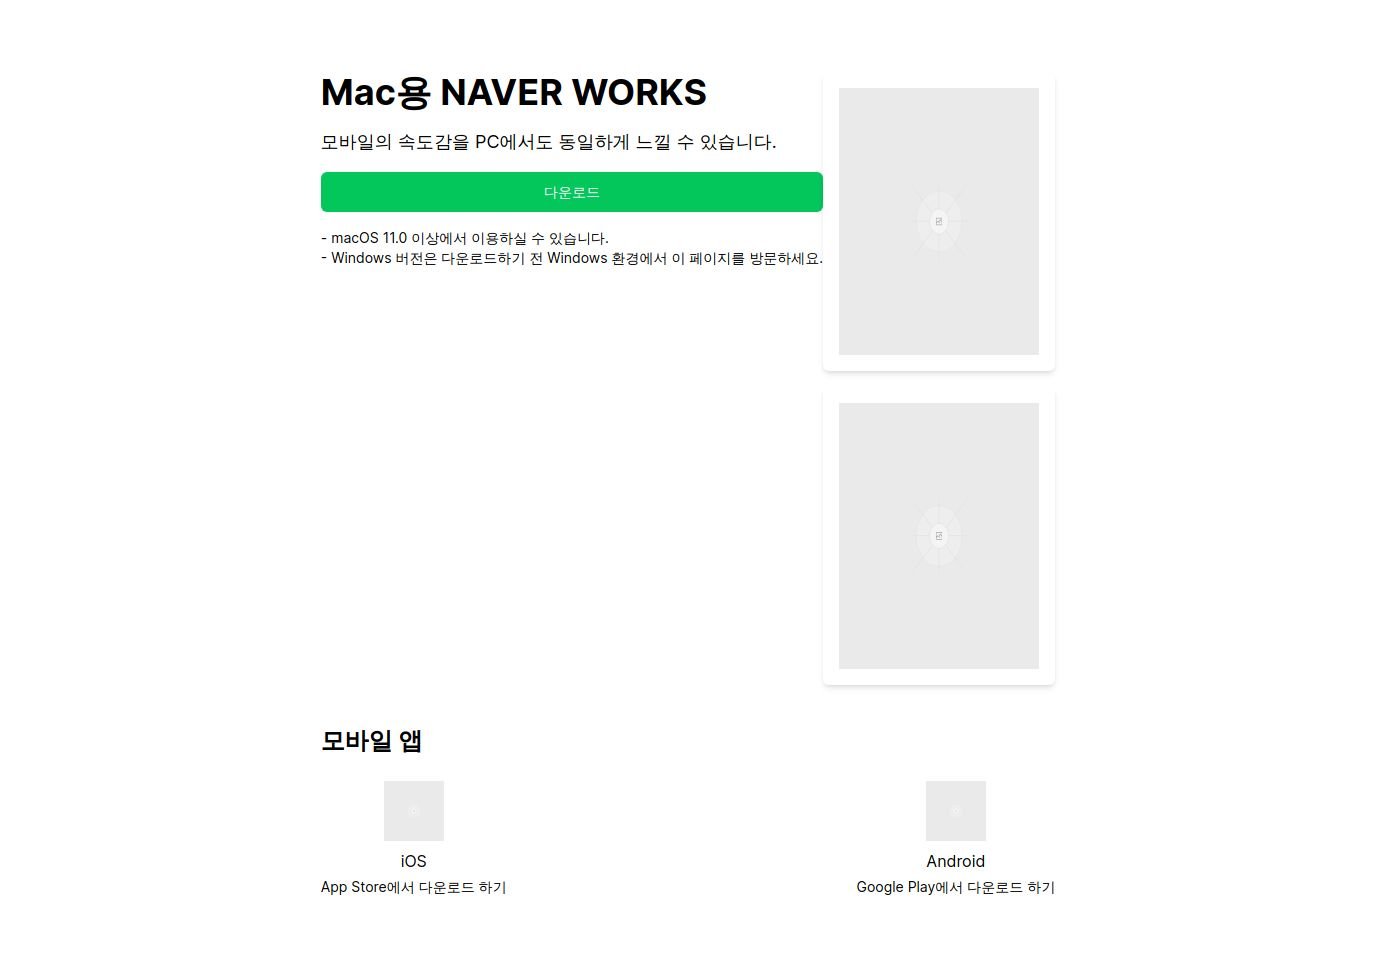 Mac용 NAVER WORKS
모바일의 속도감을 PC에서도 동일하게 느낄 수 있습니다.
다운로드
- macOS 11.0 이상에서 이용하실 수 있습니다.
- Windows 버전은 다운로드하기 전 Windows 환경에서 이 페이지를 방문하세요.
모바일 앱
iOS
App Store에서 다운로드 하기
Android
Google Play에서 다운로드 하기